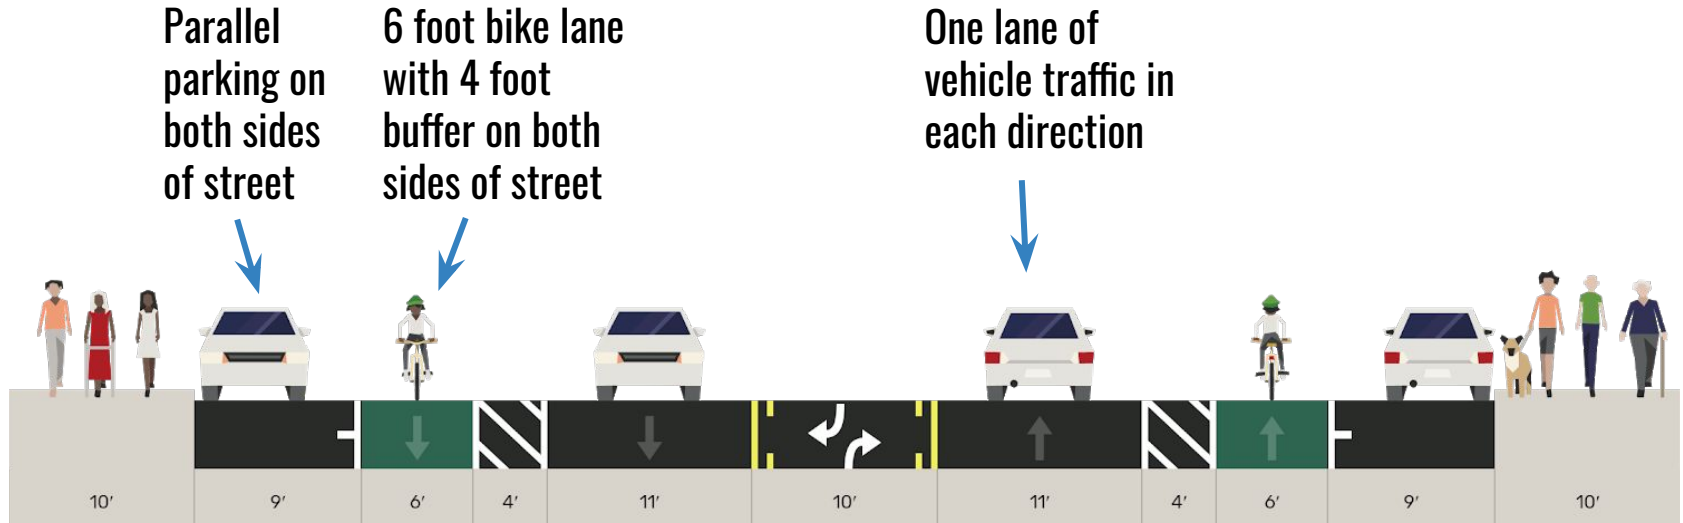 Parallel
parking on
both sides
of street
6 foot bike lane
with 4 foot
buffer on both
sides of street
One lane of
vehicle traffic in
each direction
10′ 9′ 6′ 4′ 11′ 10′ 11′ 4′ 6′ 9′ 10′